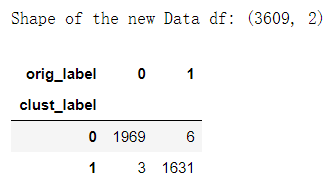 Shape of the new Data df: (3609, 2)
orig_label 0 1
clust_label
0 1969 6
1 3 1631